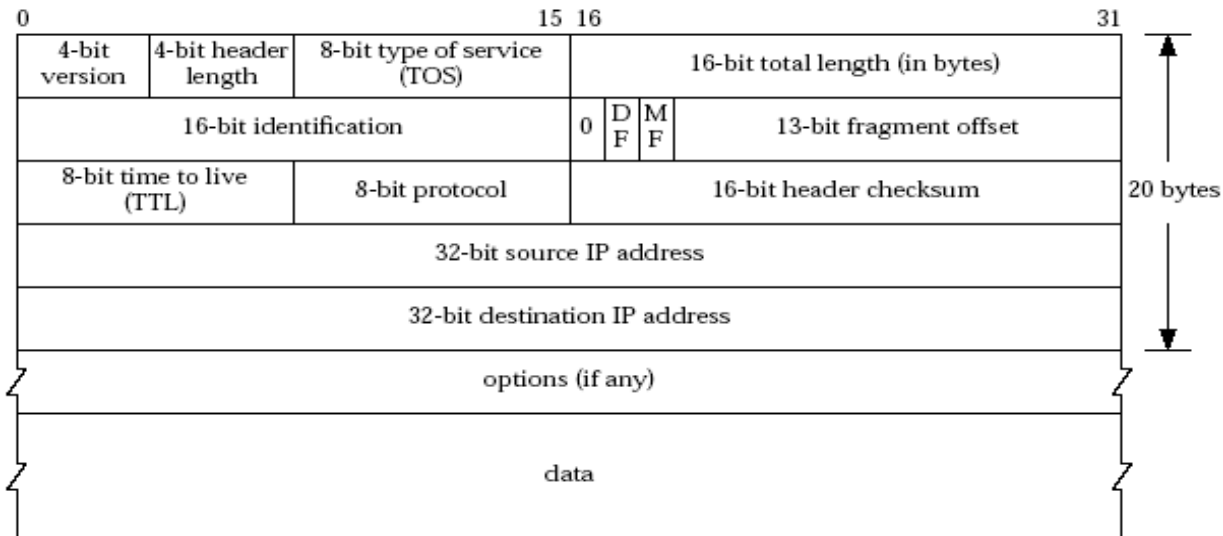 0 15 16 31
4-bit version 4-bit header length 8-bit type of service (TOS) 16-bit total length (in bytes)
16-bit identification 0 DF MF 13-bit fragment offset
8-bit time to live (TTL) 8-bit protocol 16-bit header checksum 20 bytes
32-bit source IP address
32-bit destination IP address
options (if any)
data